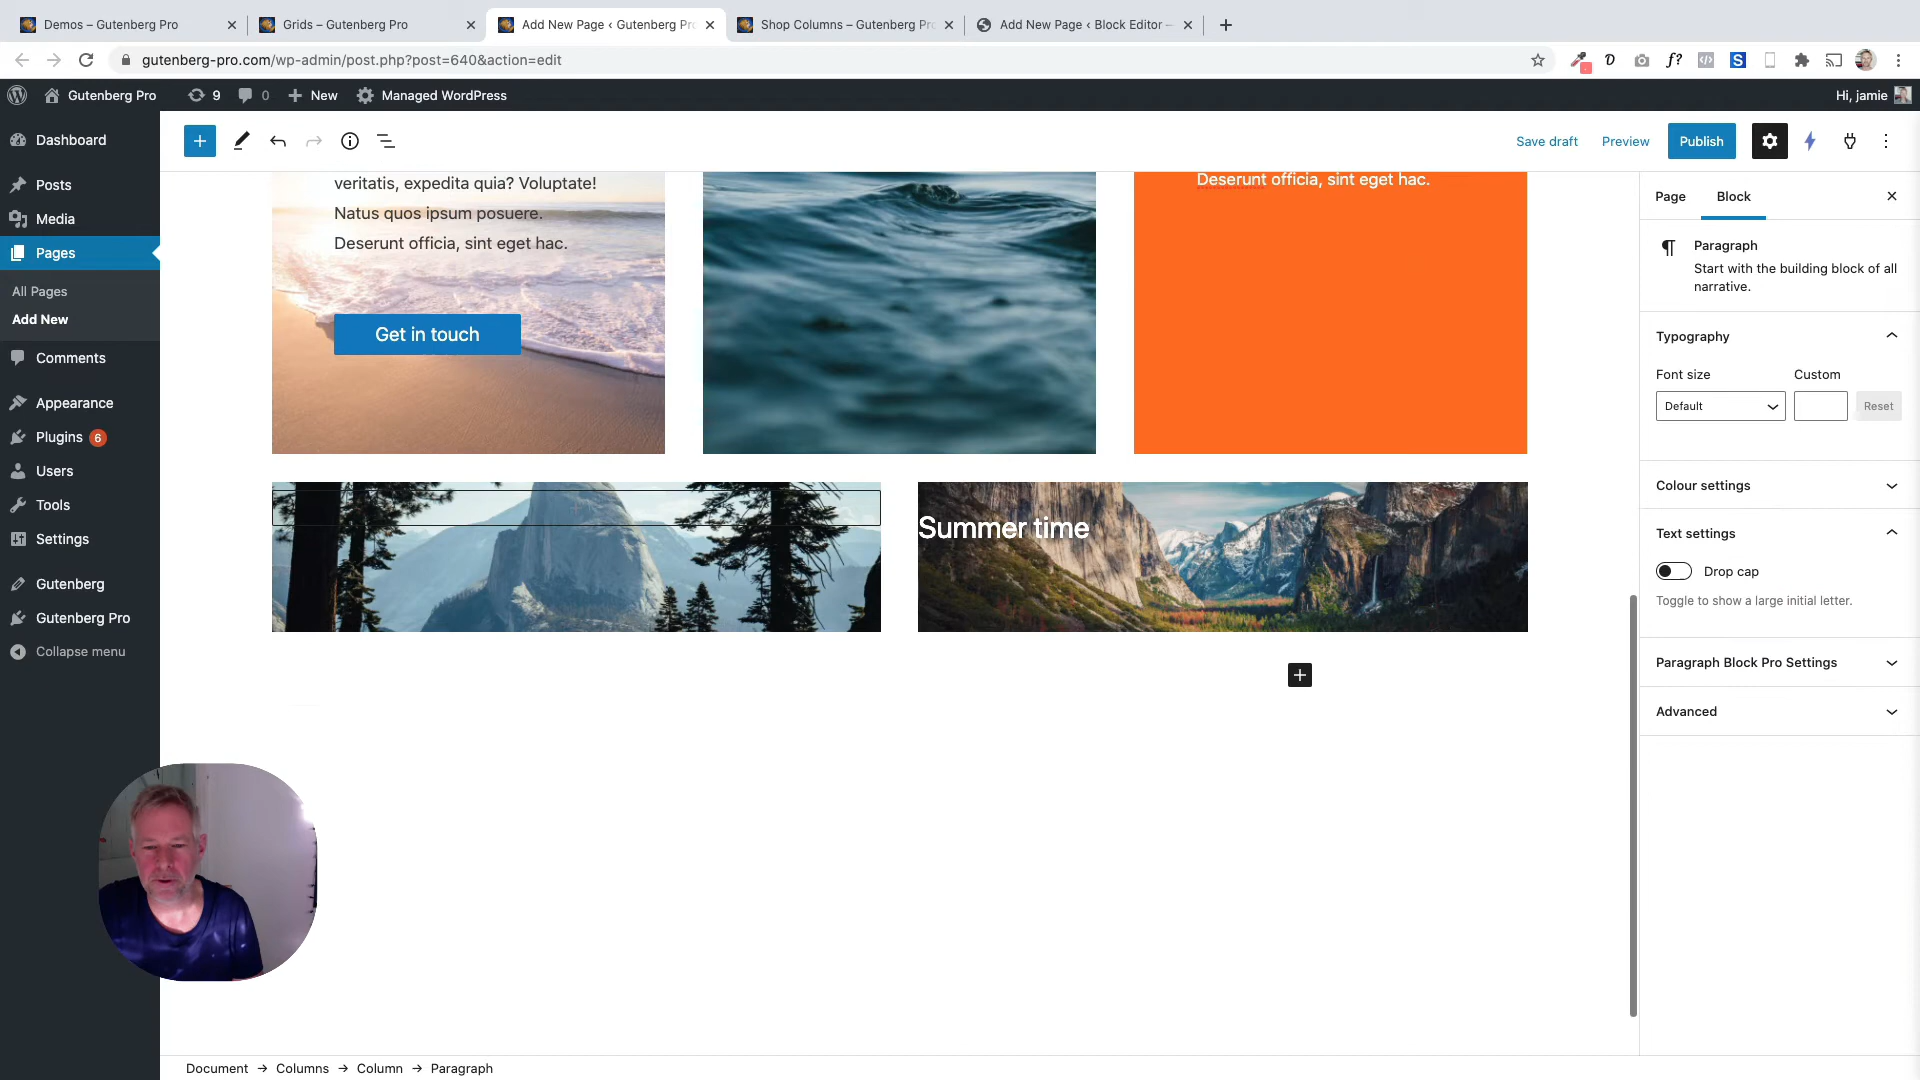 Demos – Gutenberg Pro
Grids – Gutenberg Pro
Add New Page ‹ Gutenberg Pr
Shop Columns – Gutenberg Pr
Add New Page ‹ Block Editor –
gutenberg-pro.com/wp-admin/post.php?post=640&action=edit
Gutenberg Pro
9
0
New
Managed WordPress
Hi, jamie
Dashboard
Posts
Media
Pages
All Pages
Add New
Comments
Appearance
Plugins 6
Users
Tools
Settings
Gutenberg
Gutenberg Pro
Collapse menu
Save draft
Preview
Publish
veritatis, expedita quia? Voluptate!
Natus quos ipsum posuere.
Deserunt officia, sint eget hac.
Get in touch
Deserunt officia, sint eget hac.
Summer time
Page
Block
Paragraph
Start with the building block of all
narrative.
Typography
Font size
Custom
Default
Reset
Colour settings
Text settings
Drop cap
Toggle to show a large initial letter.
Paragraph Block Pro Settings
Advanced
Document → Columns → Column → Paragraph